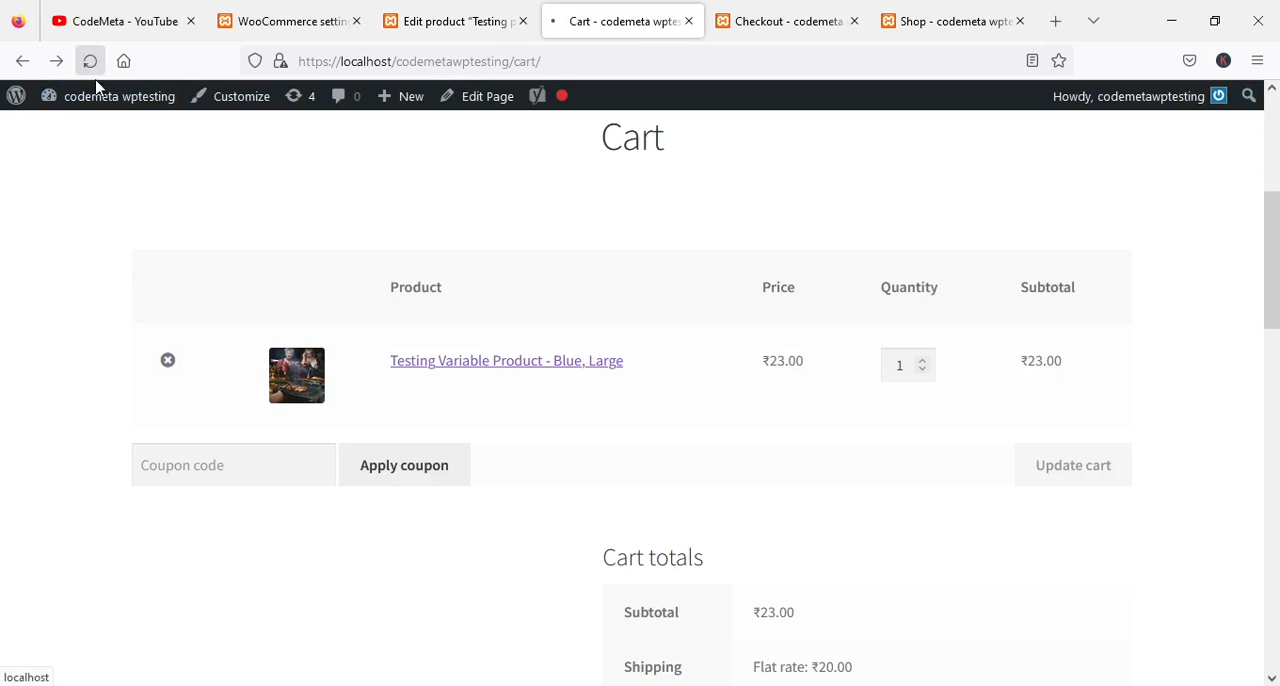 CodeMeta - YouTube
WooCommerce settin
Edit product “Testing p
Cart - codemeta wptes
Checkout - codemeta
Shop - codemeta wpte
https://localhost/codemetawptesting/cart/
K
codemeta wptesting
Customize
4
0
New
Edit Page
Howdy, codemetawptesting
Cart
Product Price Quantity Subtotal
Testing Variable Product - Blue, Large ₹23.00 1 ₹23.00
Coupon code Apply coupon Update cart
Cart totals
Subtotal ₹23.00
Shipping Flat rate: ₹20.00
localhost